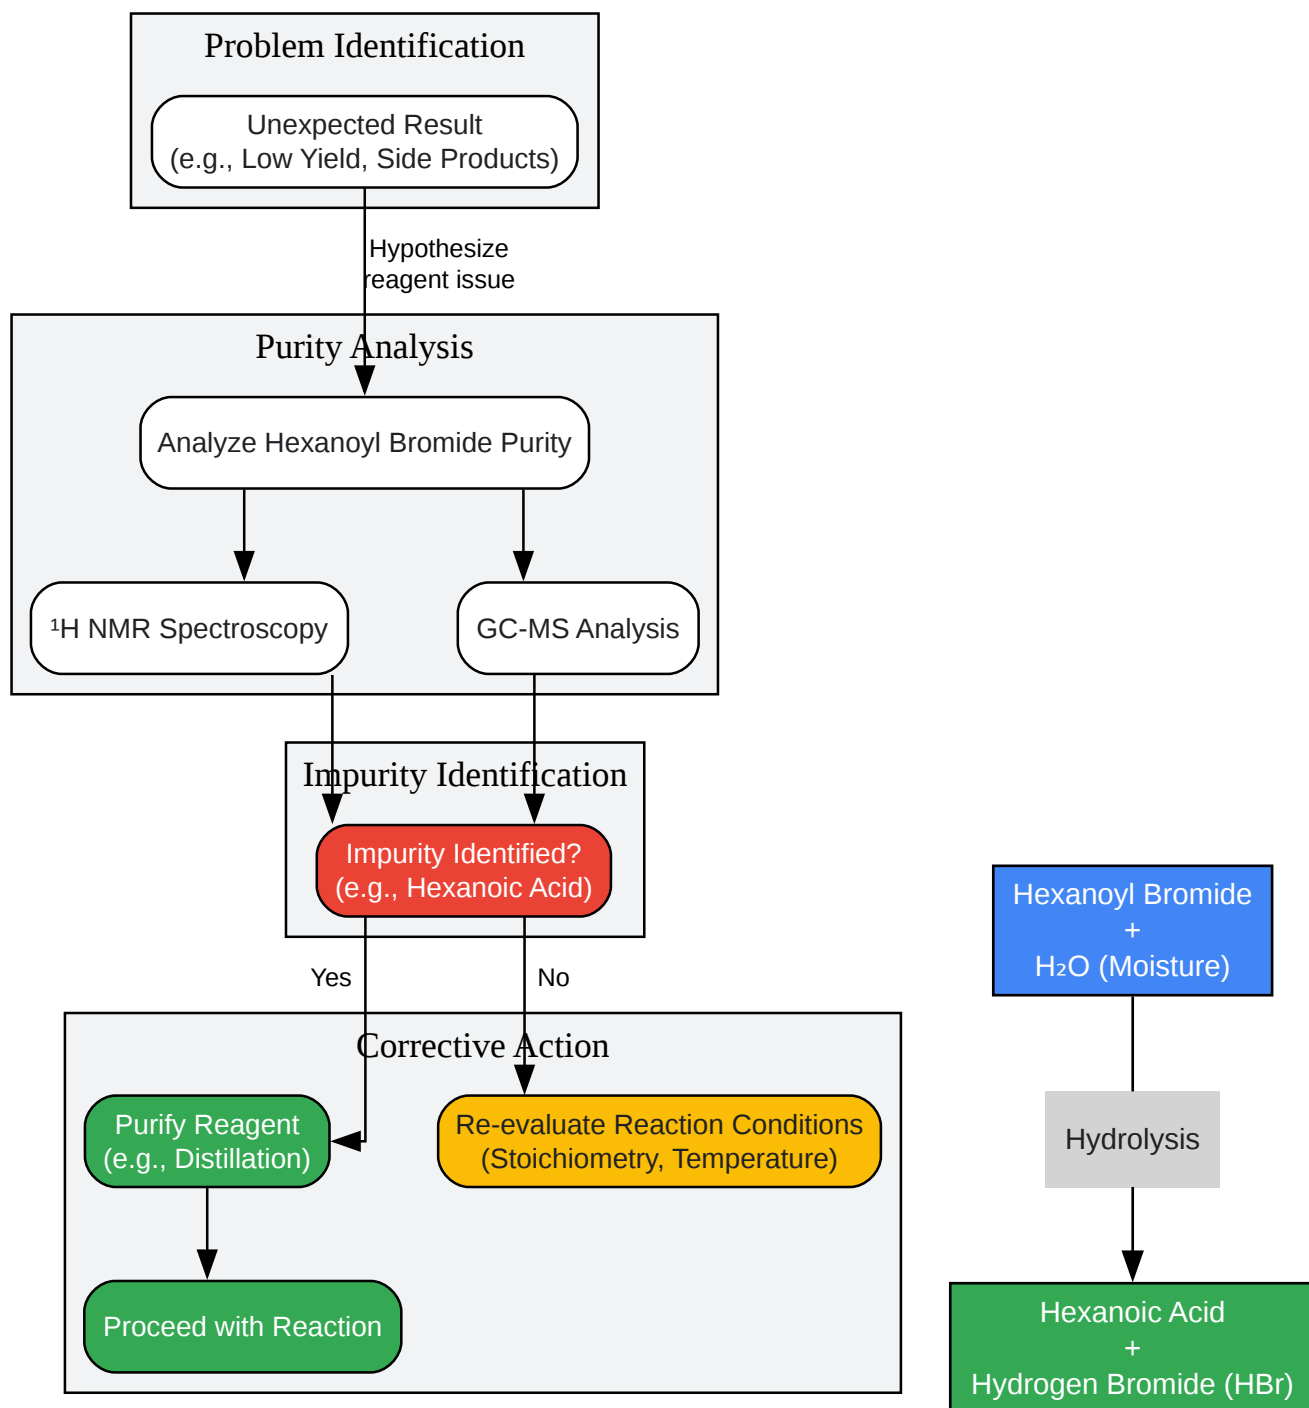 Problem Identification
Unexpected Result
(e.g., Low Yield, Side Products)
Hypothesize
reagent issue
Purity Analysis
Analyze Hexanoyl Bromide Purity
¹H NMR Spectroscopy
GC-MS Analysis
Impurity Identification
Impurity Identified?
(e.g., Hexanoic Acid)
Yes
No
Corrective Action
Purify Reagent
(e.g., Distillation)
Re-evaluate Reaction Conditions
(Stoichiometry, Temperature)
Proceed with Reaction
Hexanoyl Bromide
+
H₂O (Moisture)
Hydrolysis
Hexanoic Acid
+
Hydrogen Bromide (HBr)